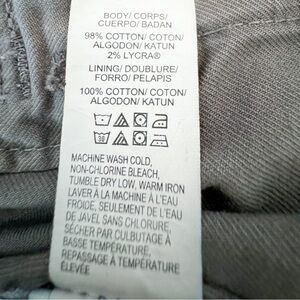 BODY/ CORPS/
CUERPO/ BADAN
98% COTTON/ COTON/
ALGODON/ KATUN
2% LYCRA®
LINING/ DOUBLURE/
FORRO/ PELAPIS
100% COTTON/ COTON/
ALGODON/ KATUN
30
MACHINE WASH COLD,
NON-CHLORINE BLEACH,
TUMBLE DRY LOW, WARM IRON
LAVER À LA MACHINE À L'EAU
FROIDE, SEULEMENT DE L'EAU
DE JAVEL SANS CHLORURE,
SÉCHER PAR CULBUTAGE À
BASSE TEMPÉRATURE,
REPASSAGE À TEMPÉRATURE
ÉLEVÉE